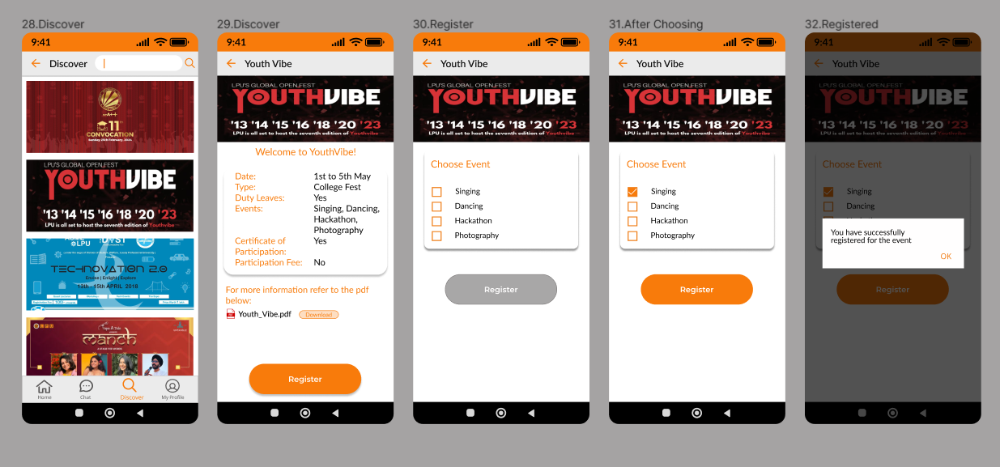 28.Discover
9:41
Discover
A++
11th
CONVOCATION
Sunday 25th February, 2024
LPU'S GLOBAL OPEN FEST
YOUTHVIBE
'13 '14 '15 '16 '18 '20 '23
LPU is all set to host the seventh edition of Youthvibe
LPU
TECHNOVATION 2.0
Envise | Enlight | Explore
13th - 15th APRIL 2018
manch
Home
Chat
Discover
My Profile
29.Discover
9:41
Youth Vibe
LPU'S GLOBAL OPEN FEST
YOUTHVIBE
'13 '14 '15 '16 '18 '20 '23
LPU is all set to host the seventh edition of Youthvibe
Welcome to YouthVibe!
Date: 1st to 5th May
Type: College Fest
Duty Leaves: Yes
Events: Singing, Dancing,
Hackathon,
Photography
Certificate of Yes
Participation:
Participation Fee: No
For more information refer to the pdf
below:
Youth_Vibe.pdf Download
Register
30.Register
9:41
Youth Vibe
LPU'S GLOBAL OPEN FEST
YOUTHVIBE
'13 '14 '15 '16 '18 '20 '23
LPU is all set to host the seventh edition of Youthvibe
Choose Event
Singing
Dancing
Hackathon
Photography
Register
31.After Choosing
9:41
Youth Vibe
LPU'S GLOBAL OPEN FEST
YOUTHVIBE
'13 '14 '15 '16 '18 '20 '23
LPU is all set to host the seventh edition of Youthvibe
Choose Event
Singing
Dancing
Hackathon
Photography
Register
32.Registered
9:41
Youth Vibe
LPU'S GLOBAL OPEN FEST
YOUTHVIBE
'13 '14 '15 '16 '18 '20 '23
LPU is all set to host the seventh edition of Youthvibe
Choose Event
Singing
Dancing
You have successfully
registered for the event
OK
Register